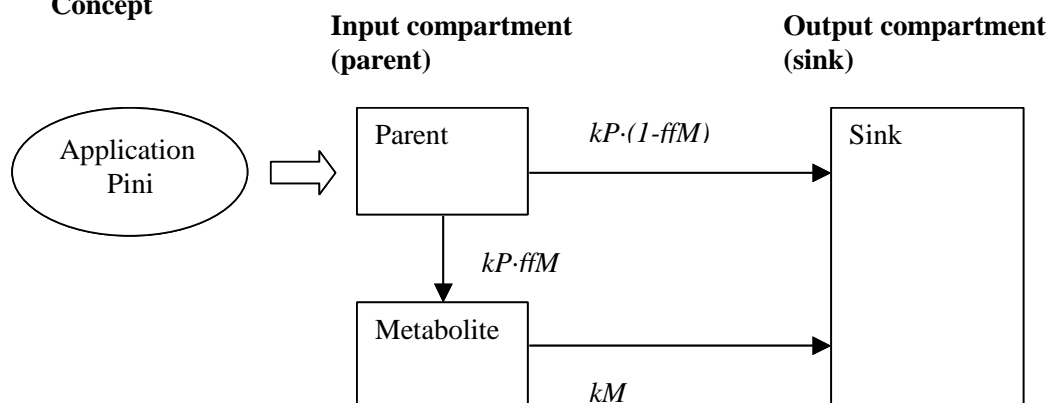 Concept
Input compartment
(parent)
Output compartment
(sink)
Application
Pini
Parent
kP·(1-ffM)
Sink
kP·ffM
Metabolite
kM